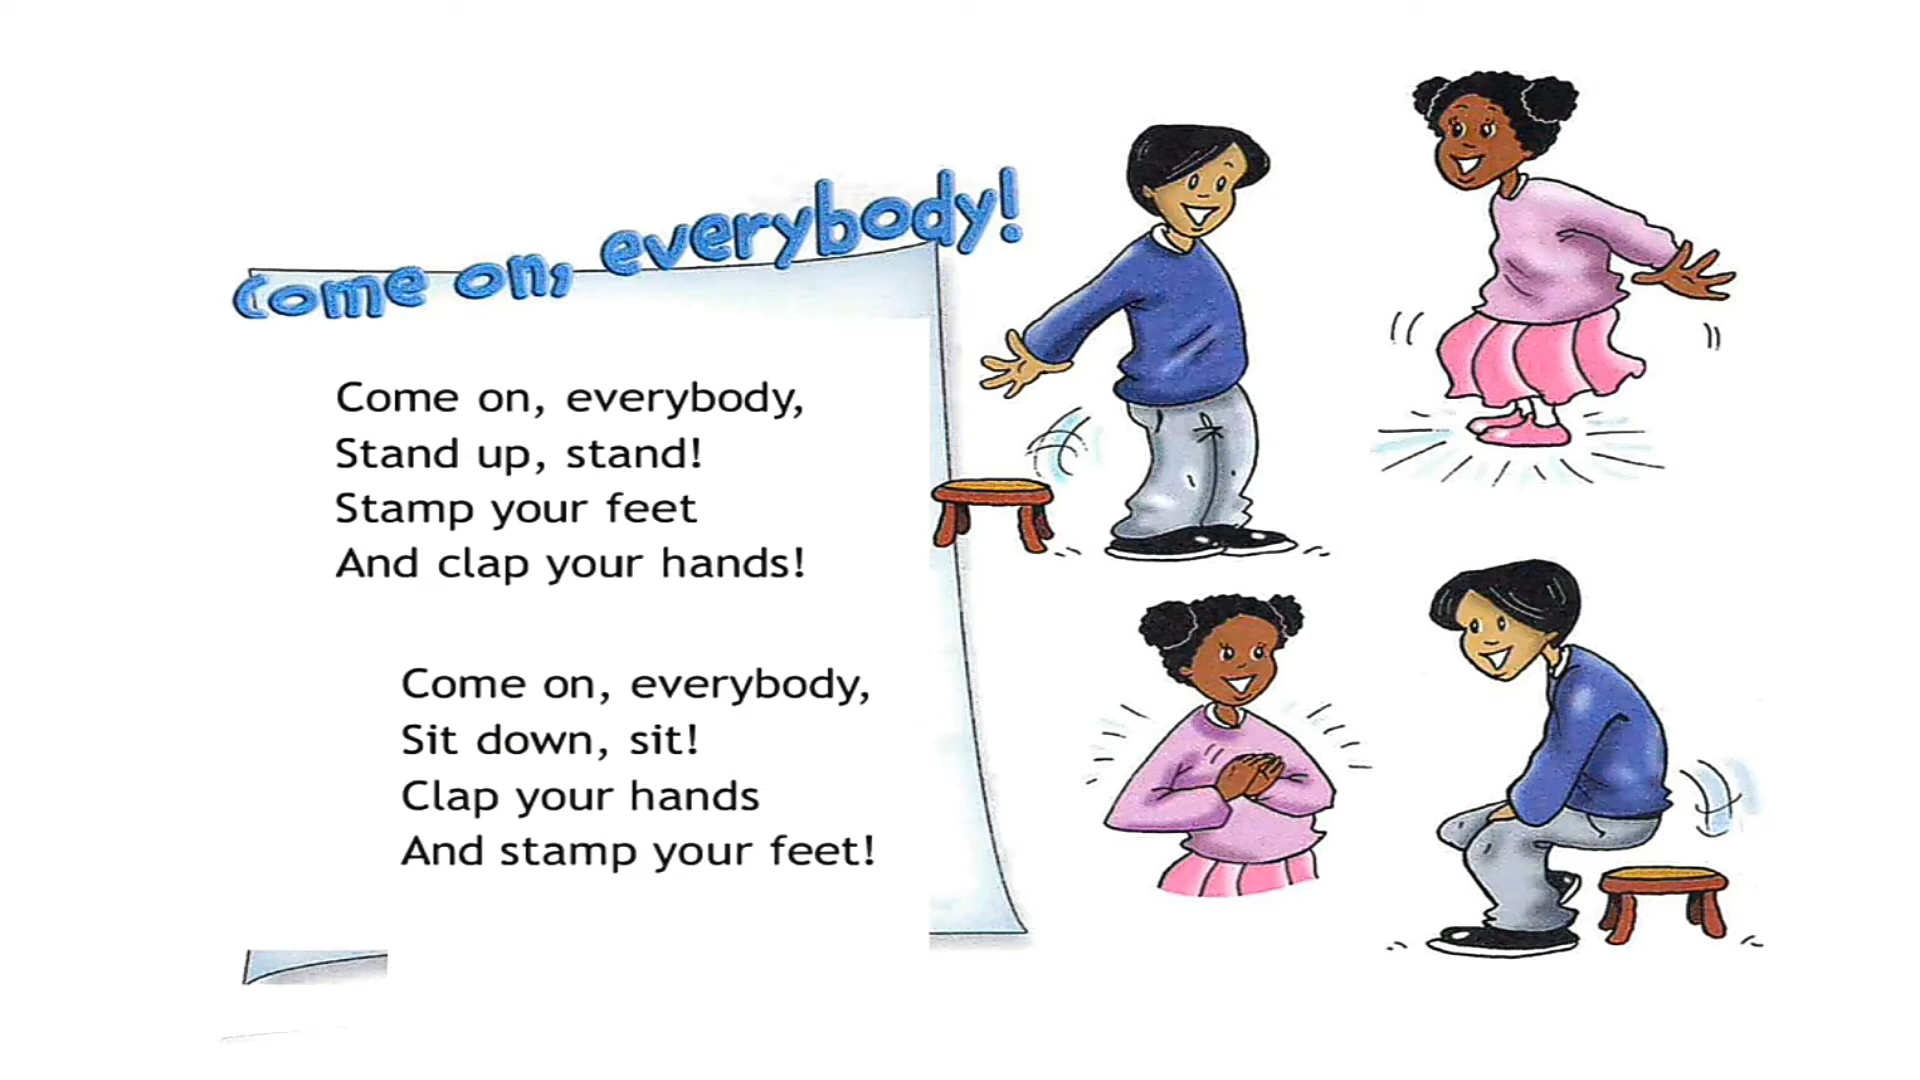 Come on, everybody!
Come on, everybody,
Stand up, stand!
Stamp your feet
And clap your hands!
Come on, everybody,
Sit down, sit!
Clap your hands
And stamp your feet!